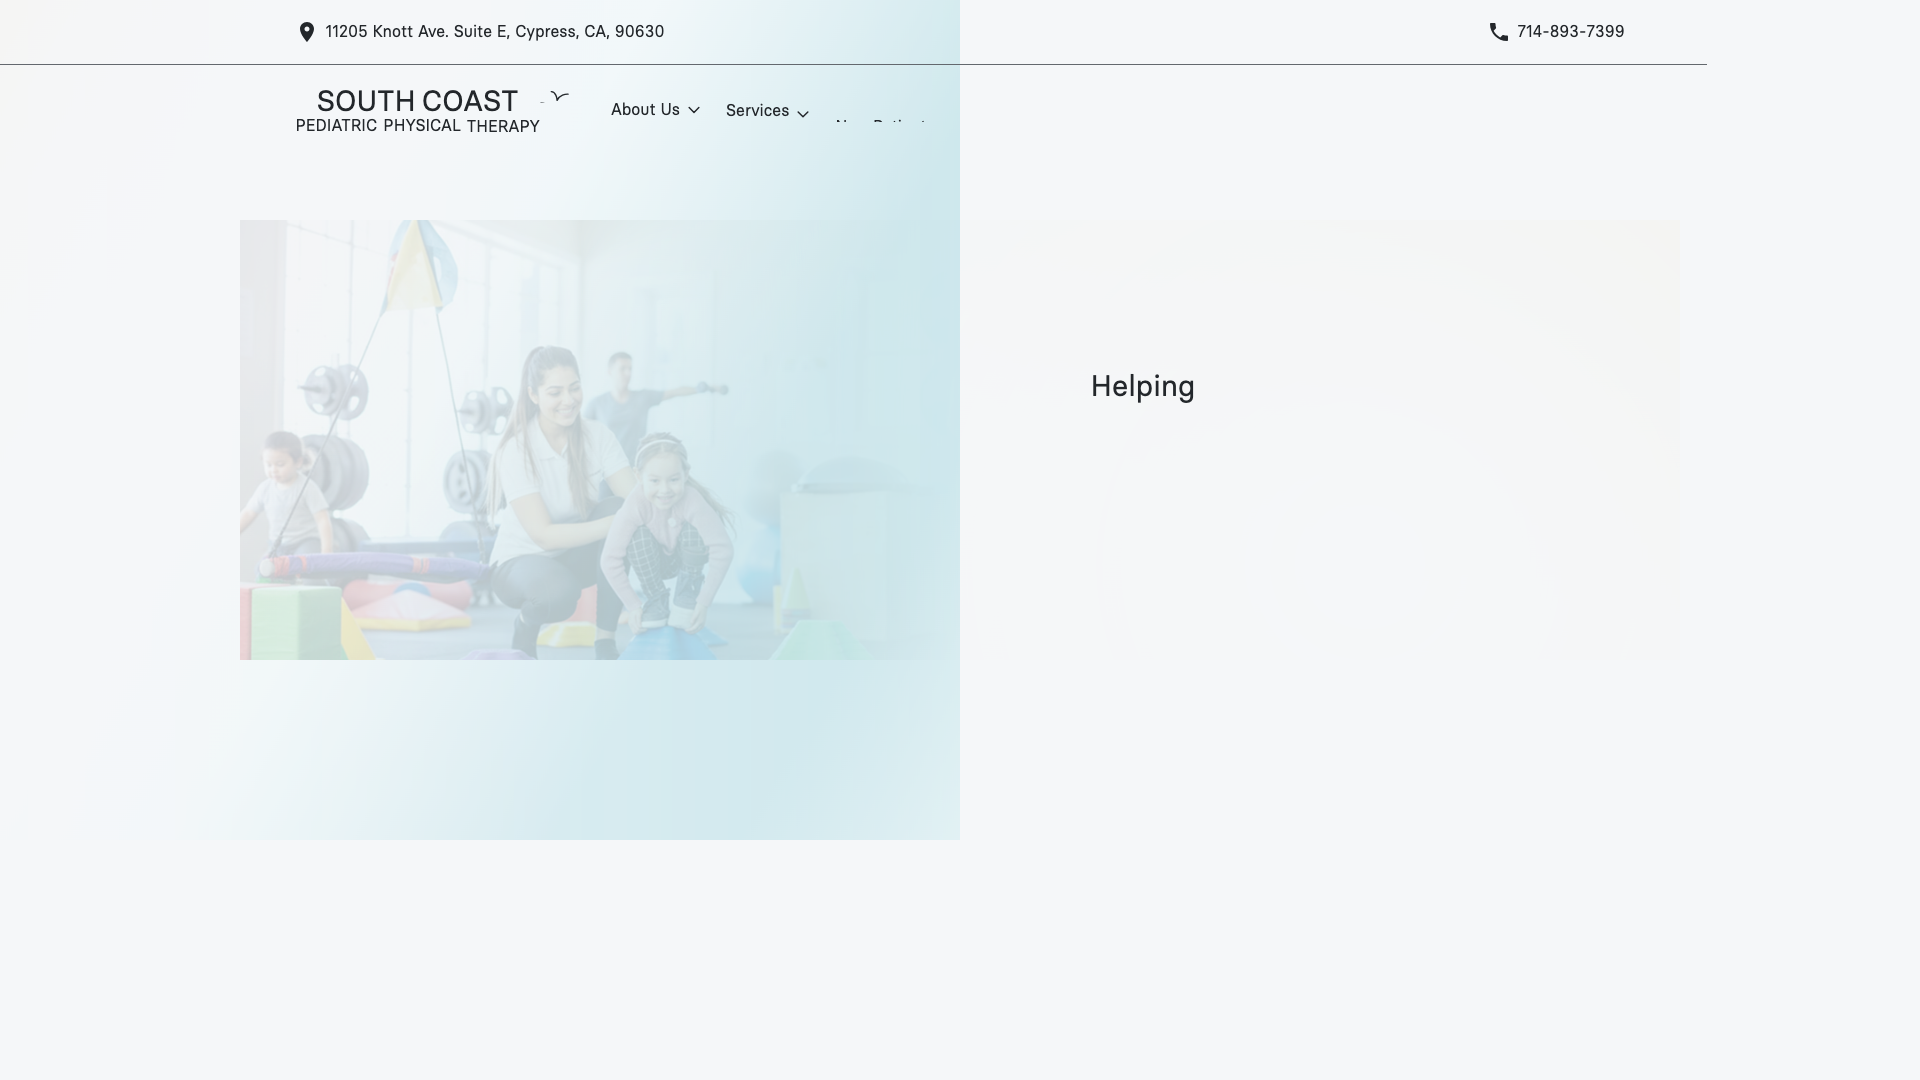 11205 Knott Ave. Suite E, Cypress, CA, 90630
714-893-7399
SOUTH COAST
PEDIATRIC PHYSICAL THERAPY
About Us
Services
Helping